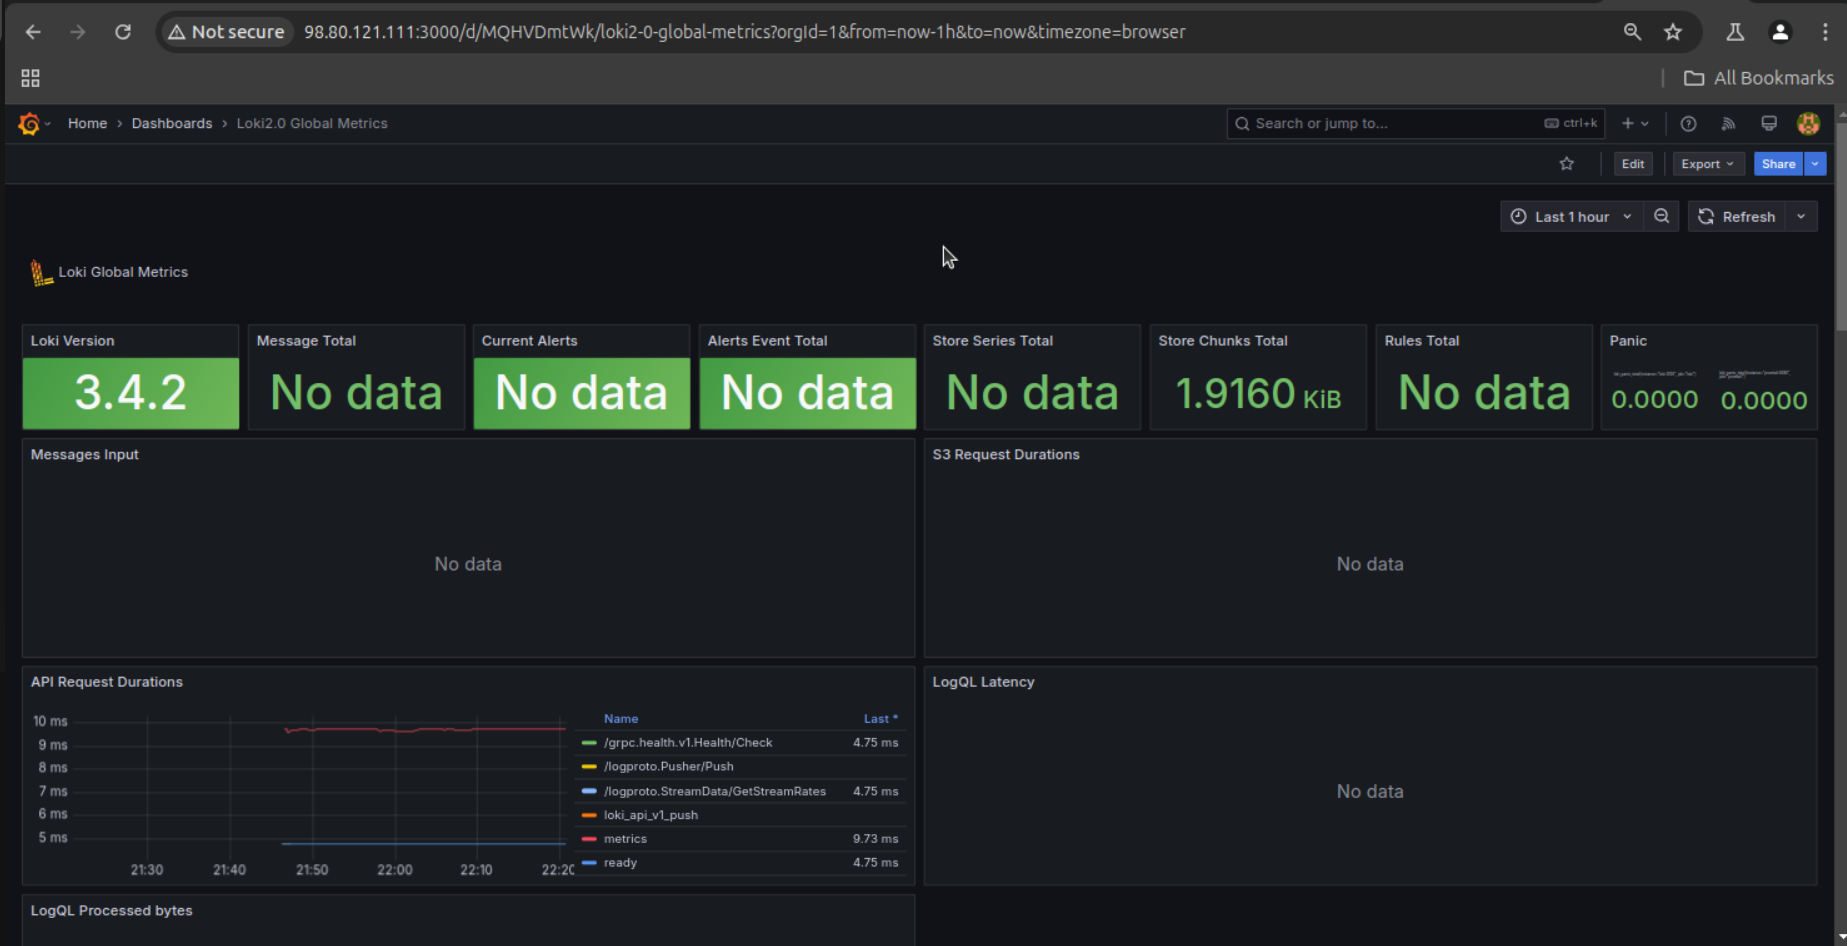 Not secure 98.80.121.111:3000/d/MQHVDmtWk/loki2-0-global-metrics?orgId=1&from=now-1h&to=now&timezone=browser
All Bookmarks
Home › Dashboards › Loki2.0 Global Metrics
Search or jump to... ctrl+k
Edit Export Share
Last 1 hour Refresh
Loki Global Metrics
Loki Version
3.4.2
Message Total
No data
Current Alerts
No data
Alerts Event Total
No data
Store Series Total
No data
Store Chunks Total
1.9160 KiB
Rules Total
No data
Panic
0.0000 0.0000
Messages Input
No data
S3 Request Durations
No data
API Request Durations
10 ms
9 ms
8 ms
7 ms
6 ms
5 ms
21:30 21:40 21:50 22:00 22:10 22:20
Name Last *
/grpc.health.v1.Health/Check 4.75 ms
/logproto.Pusher/Push
/logproto.StreamData/GetStreamRates 4.75 ms
loki_api_v1_push
metrics 9.73 ms
ready 4.75 ms
LogQL Latency
No data
LogQL Processed bytes